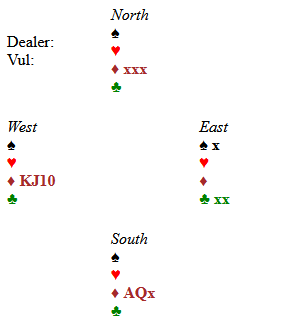 North
♠
Dealer:
♥
Vul:
♦ xxx
♣
West
East
♠
♠ x
♥
♥
♦ KJ10
♦
♣
♣ xx
South
♠
♥
♦ AQx
♣